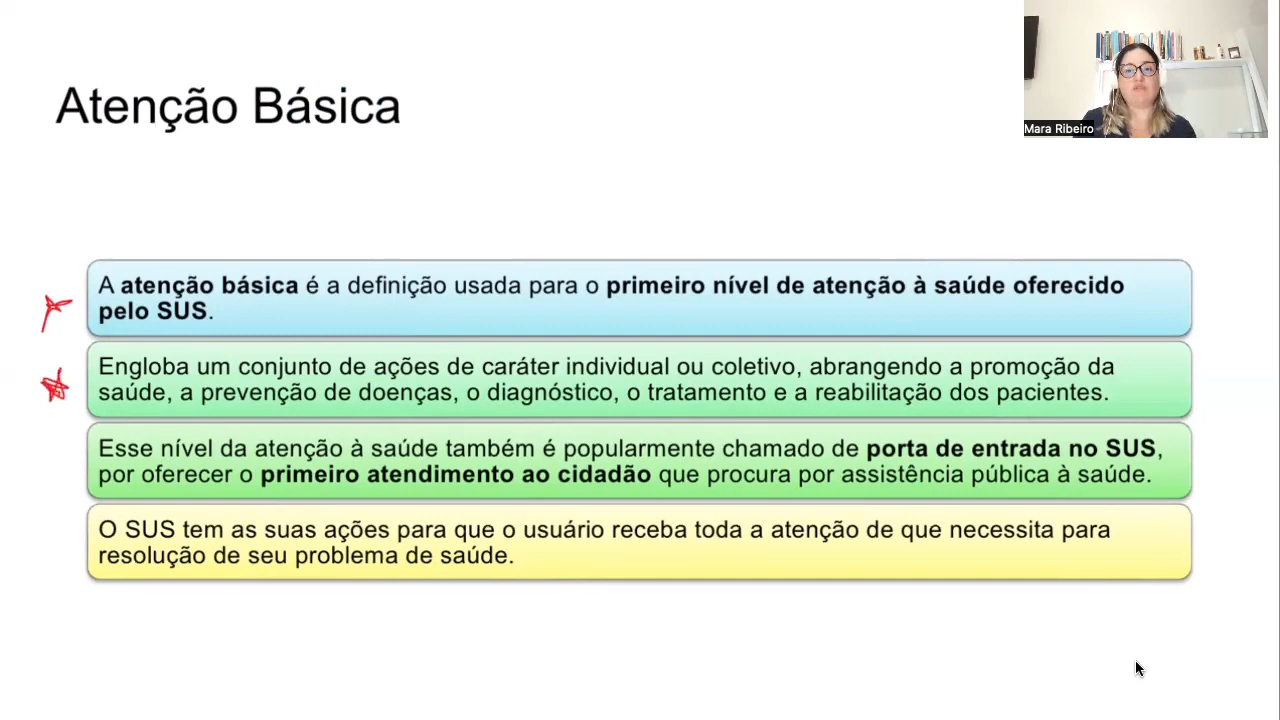 Atenção Básica
Mara Ribeiro
A atenção básica é a definição usada para o primeiro nível de atenção à saúde oferecido
pelo SUS.
Engloba um conjunto de ações de caráter individual ou coletivo, abrangendo a promoção da
saúde, a prevenção de doenças, o diagnóstico, o tratamento e a reabilitação dos pacientes.
Esse nível da atenção à saúde também é popularmente chamado de porta de entrada no SUS,
por oferecer o primeiro atendimento ao cidadão que procura por assistência pública à saúde.
O SUS tem as suas ações para que o usuário receba toda a atenção de que necessita para
resolução de seu problema de saúde.